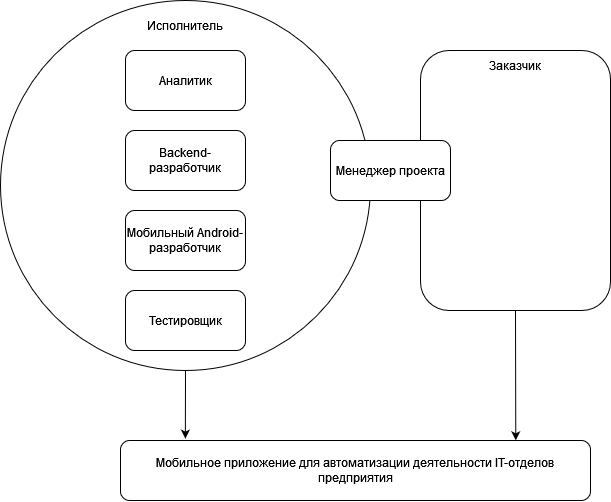 Исполнитель
Аналитик
Backend-
разработчик
Мобильный Android-
разработчик
Тестировщик
Менеджер проекта
Заказчик
Мобильное приложение для автоматизации деятельности IT-отделов
предприятия